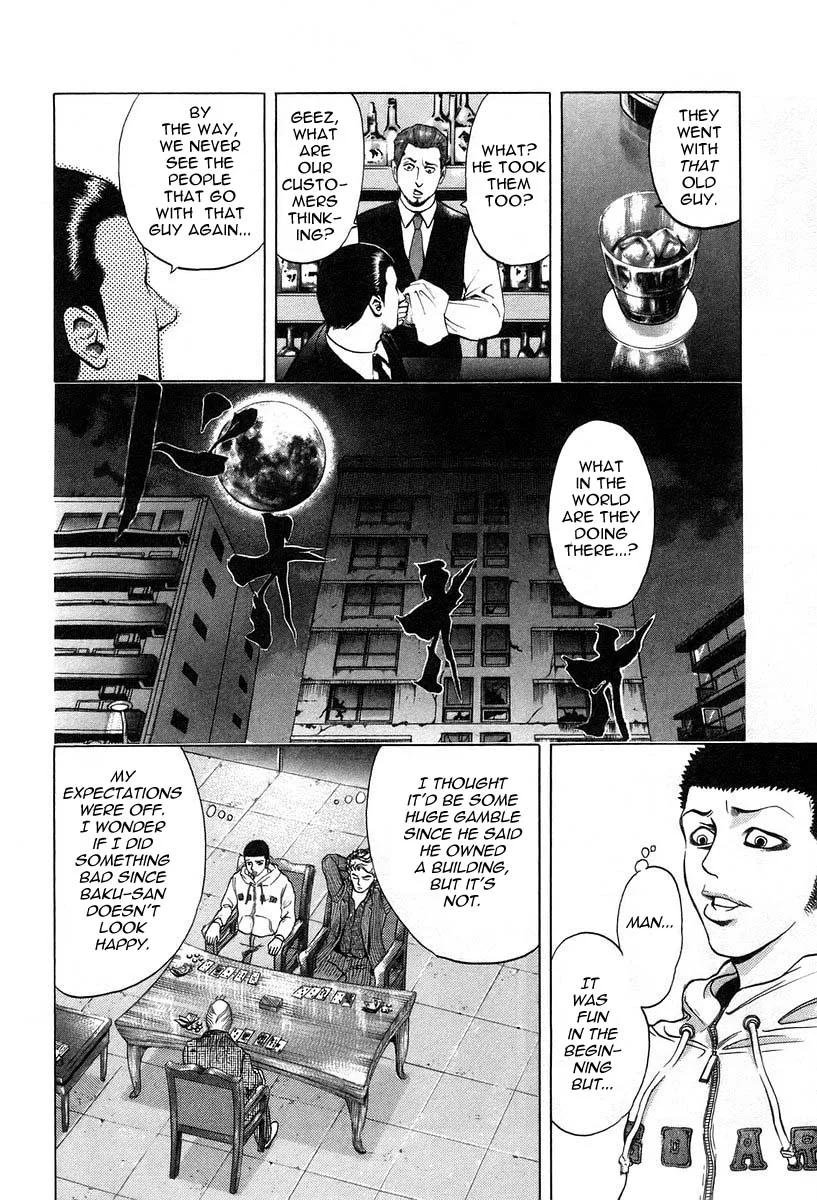 THEY
WENT
WITH
THAT
OLD
GUY.
WHAT?
HE TOOK
THEM
TOO?
GEEZ,
WHAT
ARE
OUR
CUSTO-
MERS
THINK-
ING?
BY
THE WAY,
WE NEVER
SEE THE
PEOPLE
THAT GO
WITH THAT
GUY AGAIN...
WHAT
IN THE
WORLD
ARE THEY
DOING
THERE...?
MAN...
IT
WAS
FUN
IN THE
BEGIN-
NING
BUT...
I THOUGHT
IT'D BE SOME
HUGE GAMBLE
SINCE HE SAID
HE OWNED
A BUILDING,
BUT IT'S
NOT.
MY
EXPECTATIONS
WERE OFF.
I WONDER
IF I DID
SOMETHING
BAD SINCE
BAKU-SAN
DOESN'T
LOOK
HAPPY.